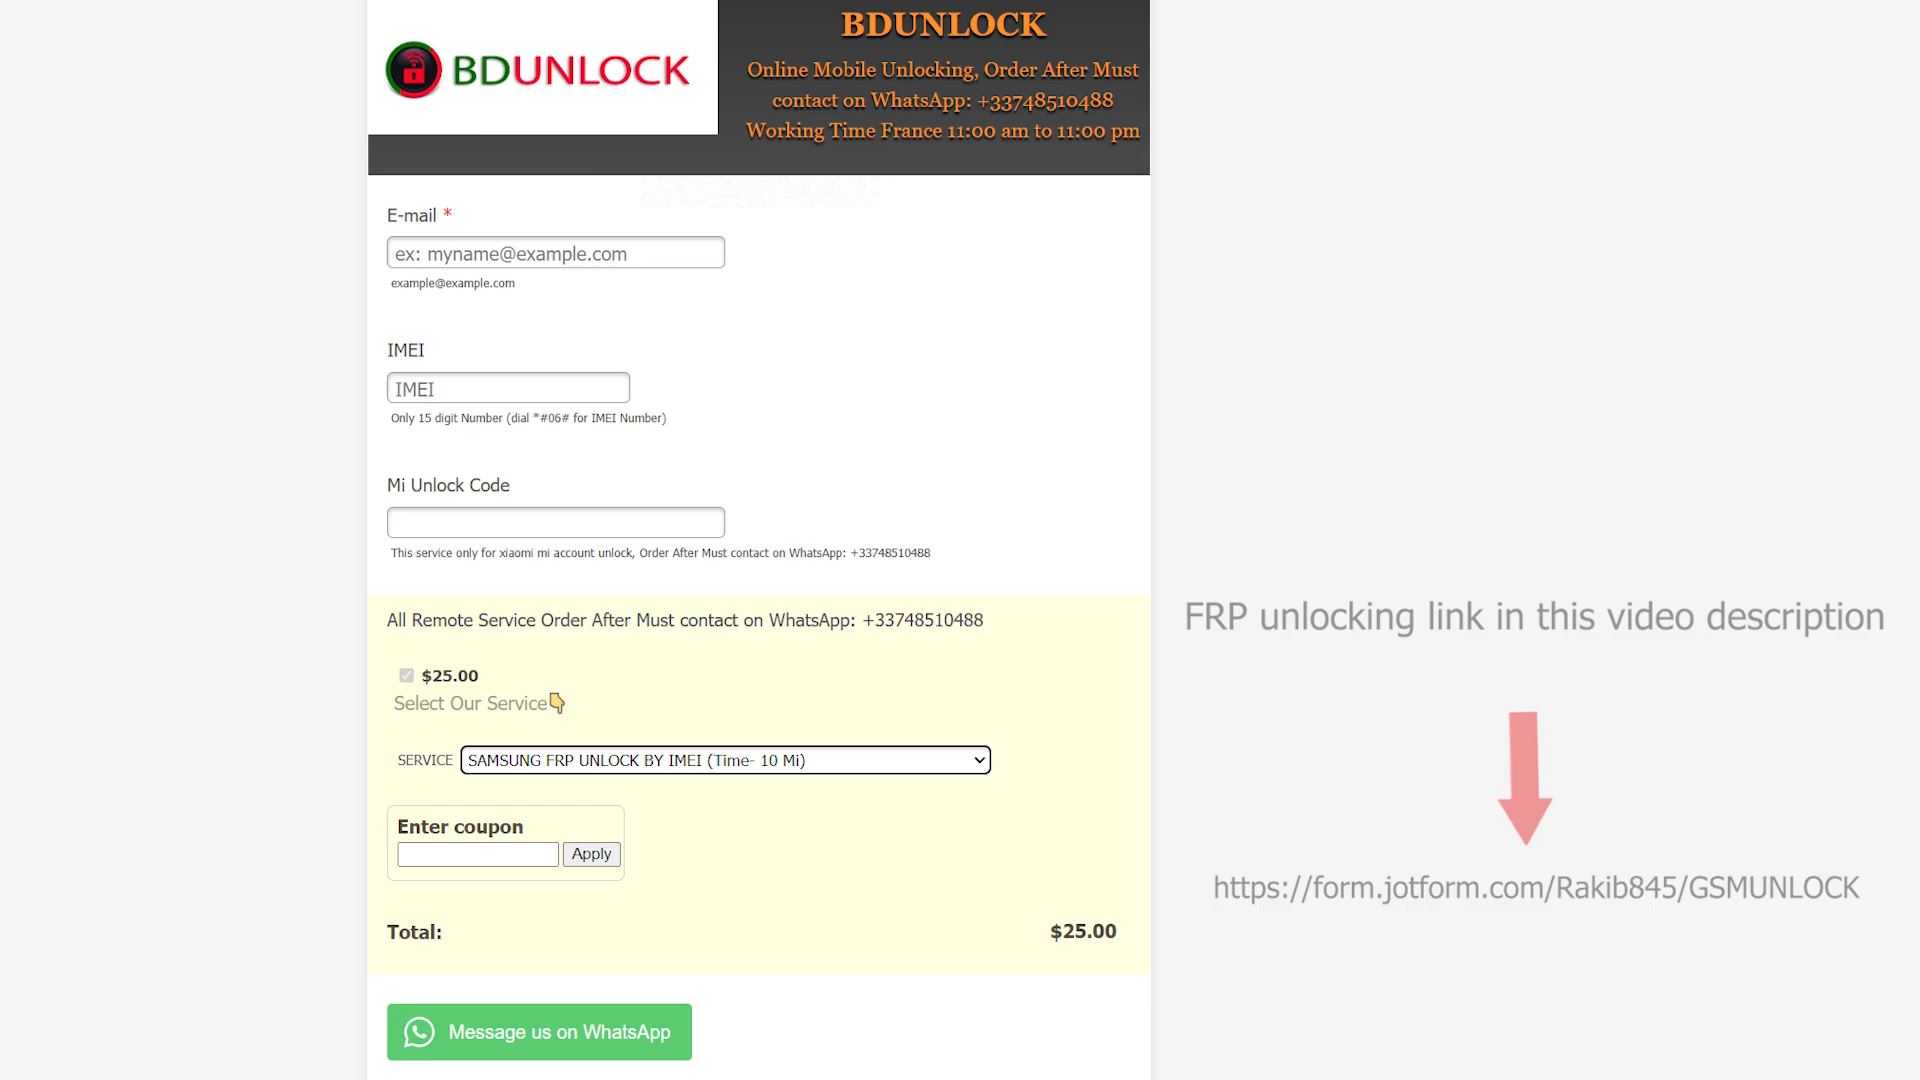 BDUNLOCK
BDUNLOCK
Online Mobile Unlocking, Order After Must
contact on WhatsApp: +33748510488
Working Time France 11:00 am to 11:00 pm
E-mail *
ex: myname@example.com
example@example.com
IMEI
IMEI
Only 15 digit Number (dial *#06# for IMEI Number)
Mi Unlock Code
This service only for xiaomi mi account unlock, Order After Must contact on WhatsApp: +33748510488
All Remote Service Order After Must contact on WhatsApp: +33748510488
$25.00
Select Our Service
SERVICE SAMSUNG FRP UNLOCK BY IMEI (Time- 10 Mi)
Enter coupon
Apply
Total: $25.00
Message us on WhatsApp
FRP unlocking link in this video description
https://form.jotform.com/Rakib845/GSMUNLOCK